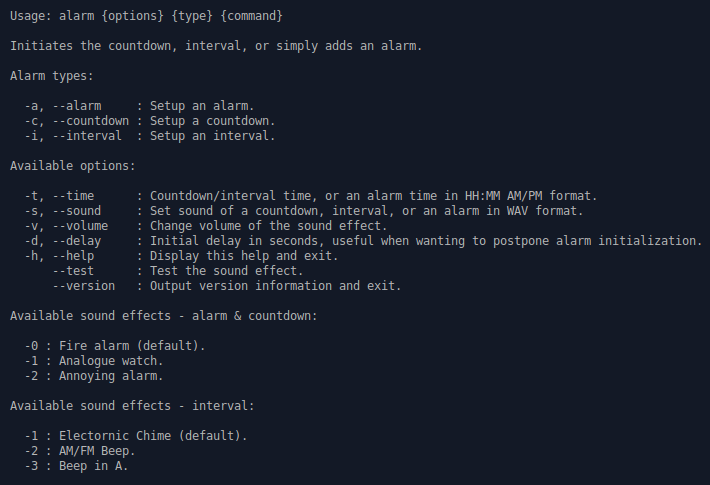 Usage: alarm {options} {type} {command}
Initiates the countdown, interval, or simply adds an alarm.
Alarm types:
-a, --alarm : Setup an alarm.
-c, --countdown : Setup a countdown.
-i, --interval : Setup an interval.
Available options:
-t, --time : Countdown/interval time, or an alarm time in HH:MM AM/PM format.
-s, --sound : Set sound of a countdown, interval, or an alarm in WAV format.
-v, --volume : Change volume of the sound effect.
-d, --delay : Initial delay in seconds, useful when wanting to postpone alarm initialization.
-h, --help : Display this help and exit.
--test : Test the sound effect.
--version : Output version information and exit.
Available sound effects - alarm & countdown:
-0 : Fire alarm (default).
-1 : Analogue watch.
-2 : Annoying alarm.
Available sound effects - interval:
-1 : Electornic Chime (default).
-2 : AM/FM Beep.
-3 : Beep in A.